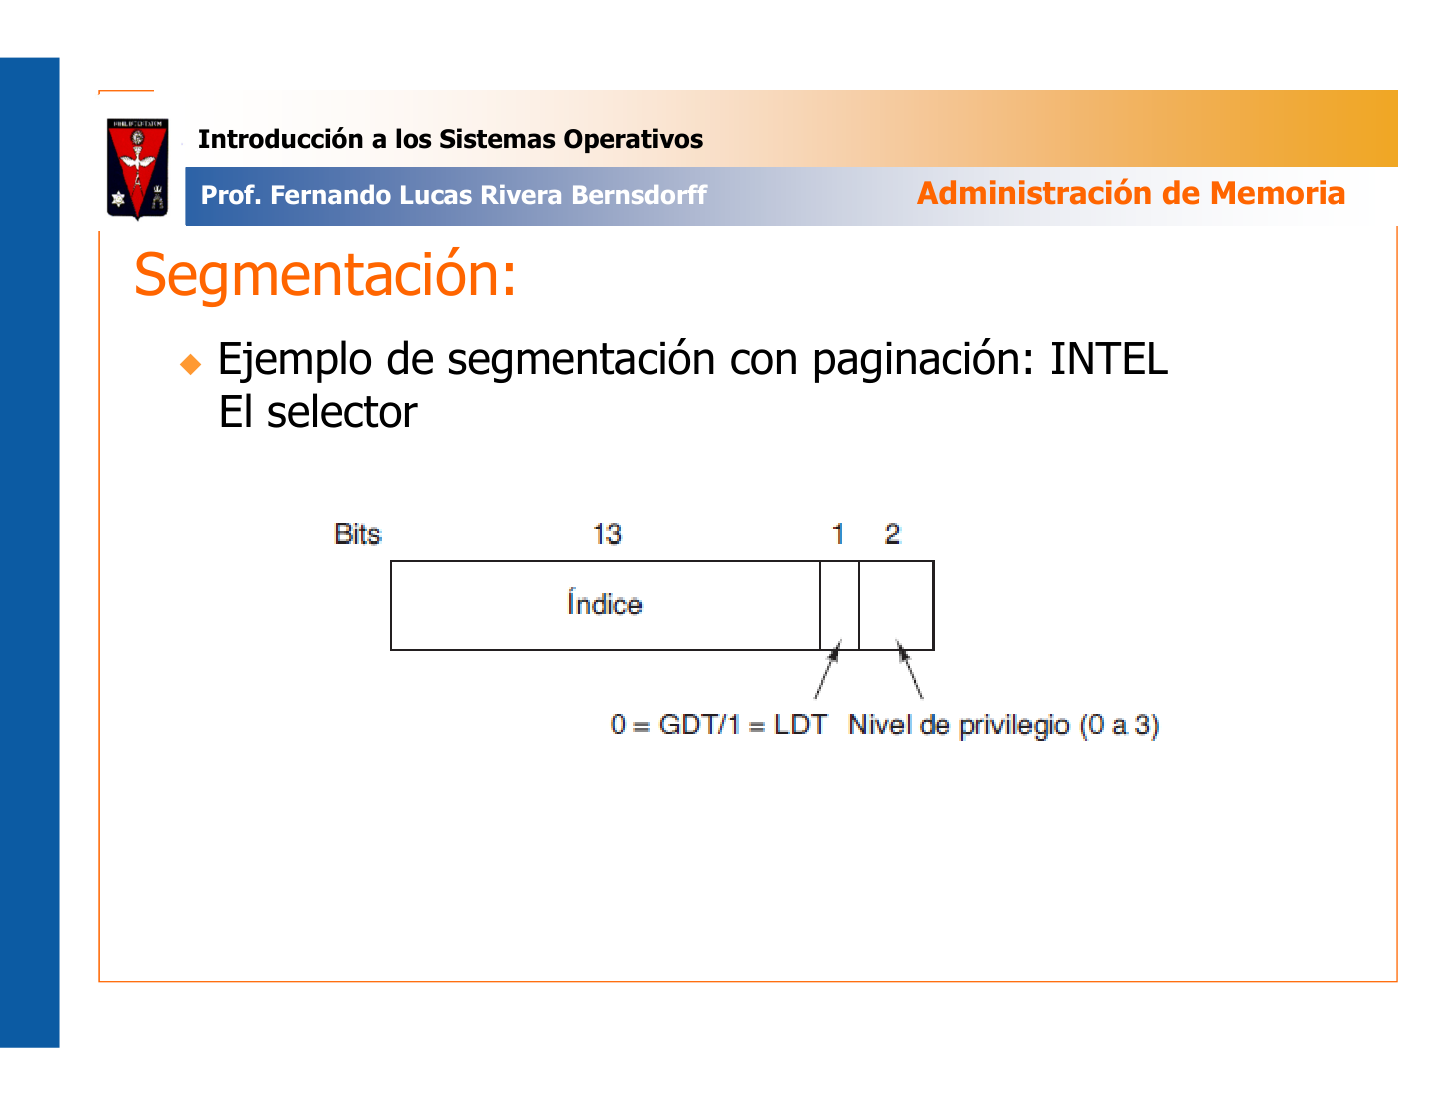 Introducción a los Sistemas Operativos
Prof. Fernando Lucas Rivera Bernsdorff
Administración de Memoria
Segmentación:
Ejemplo de segmentación con paginación: INTEL
El selector
Bits 13 1 2
Índice
0 = GDT/1 = LDT Nivel de privilegio (0 a 3)